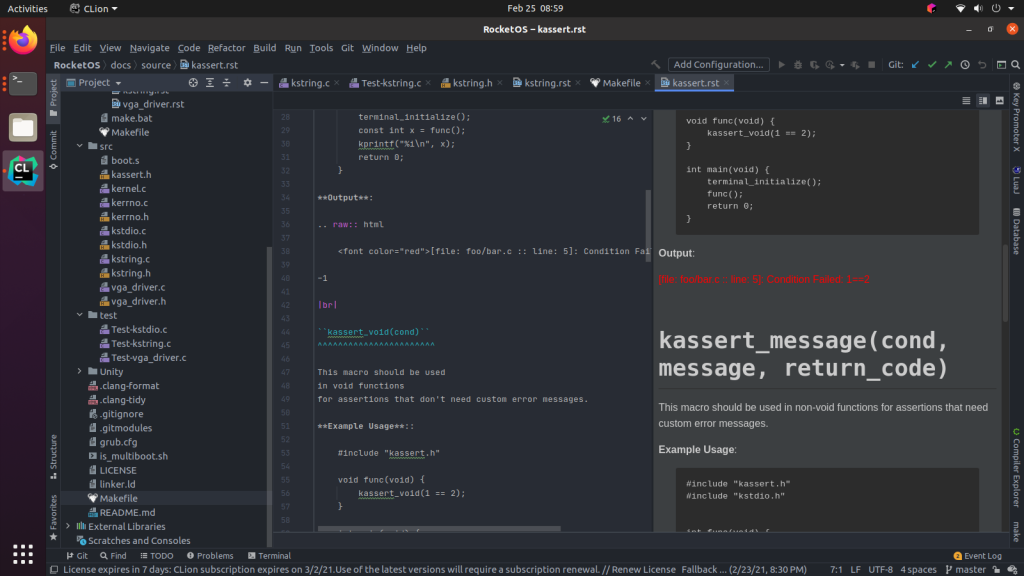 Activities
CLion
Feb 25 08:59
RocketOS – kassert.rst
File Edit View Navigate Code Refactor Build Run Tools Git Window Help
RocketOS docs source kassert.rst
Add Configuration...
Git:
Project
kstring.c
Test-kstring.c
kstring.h
kstring.rst
Makefile
kassert.rst
kstring.rst
vga_driver.rst
make.bat
Makefile
src
boot.s
kassert.h
kernel.c
kerrno.c
kerrno.h
kstdio.c
kstdio.h
kstring.c
kstring.h
vga_driver.c
vga_driver.h
test
Test-kstdio.c
Test-kstring.c
Test-vga_driver.c
Unity
.clang-format
.clang-tidy
.gitignore
.gitmodules
grub.cfg
is_multiboot.sh
LICENSE
linker.ld
Makefile
README.md
External Libraries
Scratches and Consoles
Project
Commit
Structure
Favorites
16
28 terminal_initialize();
29 const int x = func();
30 kprintf("%i\n", x);
31 return 0;
32 }
33
34 **Output**:
35
36 .. raw:: html
37
38 <font color="red">[file: foo/bar.c :: line: 5]: Condition Fai
39
40 -1
41
42 |br|
43
44 ``kassert_void(cond)``
45 ^^^^^^^^^^^^^^^^^^^^^^^
46
47 This macro should be used
48 in void functions
49 for assertions that don't need custom error messages.
50
51 **Example Usage**::
52
53 #include "kassert.h"
54
55 void func(void) {
56 kassert_void(1 == 2);
57 }
58
void func(void) {
kassert_void(1 == 2);
}
int main(void) {
terminal_initialize();
func();
return 0;
}
Output:
[file: foo/bar.c :: line: 5]: Condition Failed: 1==2
kassert_message(cond,
message, return_code)
This macro should be used in non-void functions for assertions that need
custom error messages.
Example Usage:
#include "kassert.h"
#include "kstdio.h"
int func(void) {
Key Promoter X
LuaJ
Database
Compiler Explorer
make
Git Find TODO Problems Terminal
2 Event Log
License expires in 7 days: CLion subscription expires on 3/2/21.Use of the latest versions will require a subscription renewal. // Renew License Fallback ... (2/23/21, 8:30 PM)
7:1 LF UTF-8 4 spaces master